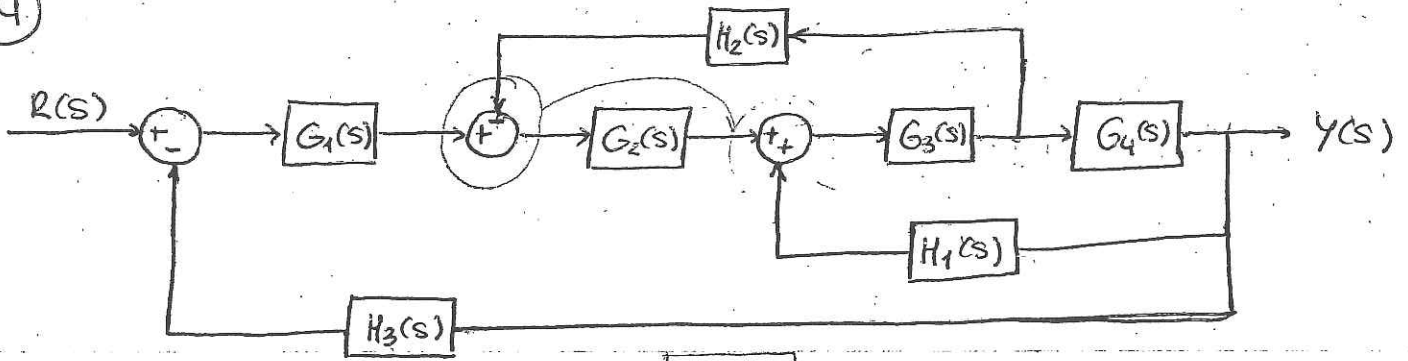 4
H₂(s)
R(S)
+
-
G₁(s)
+
-
G₂(s)
+
+
G₃(s)
G₄(s)
Y(S)
H₁(s)
H₃(s)